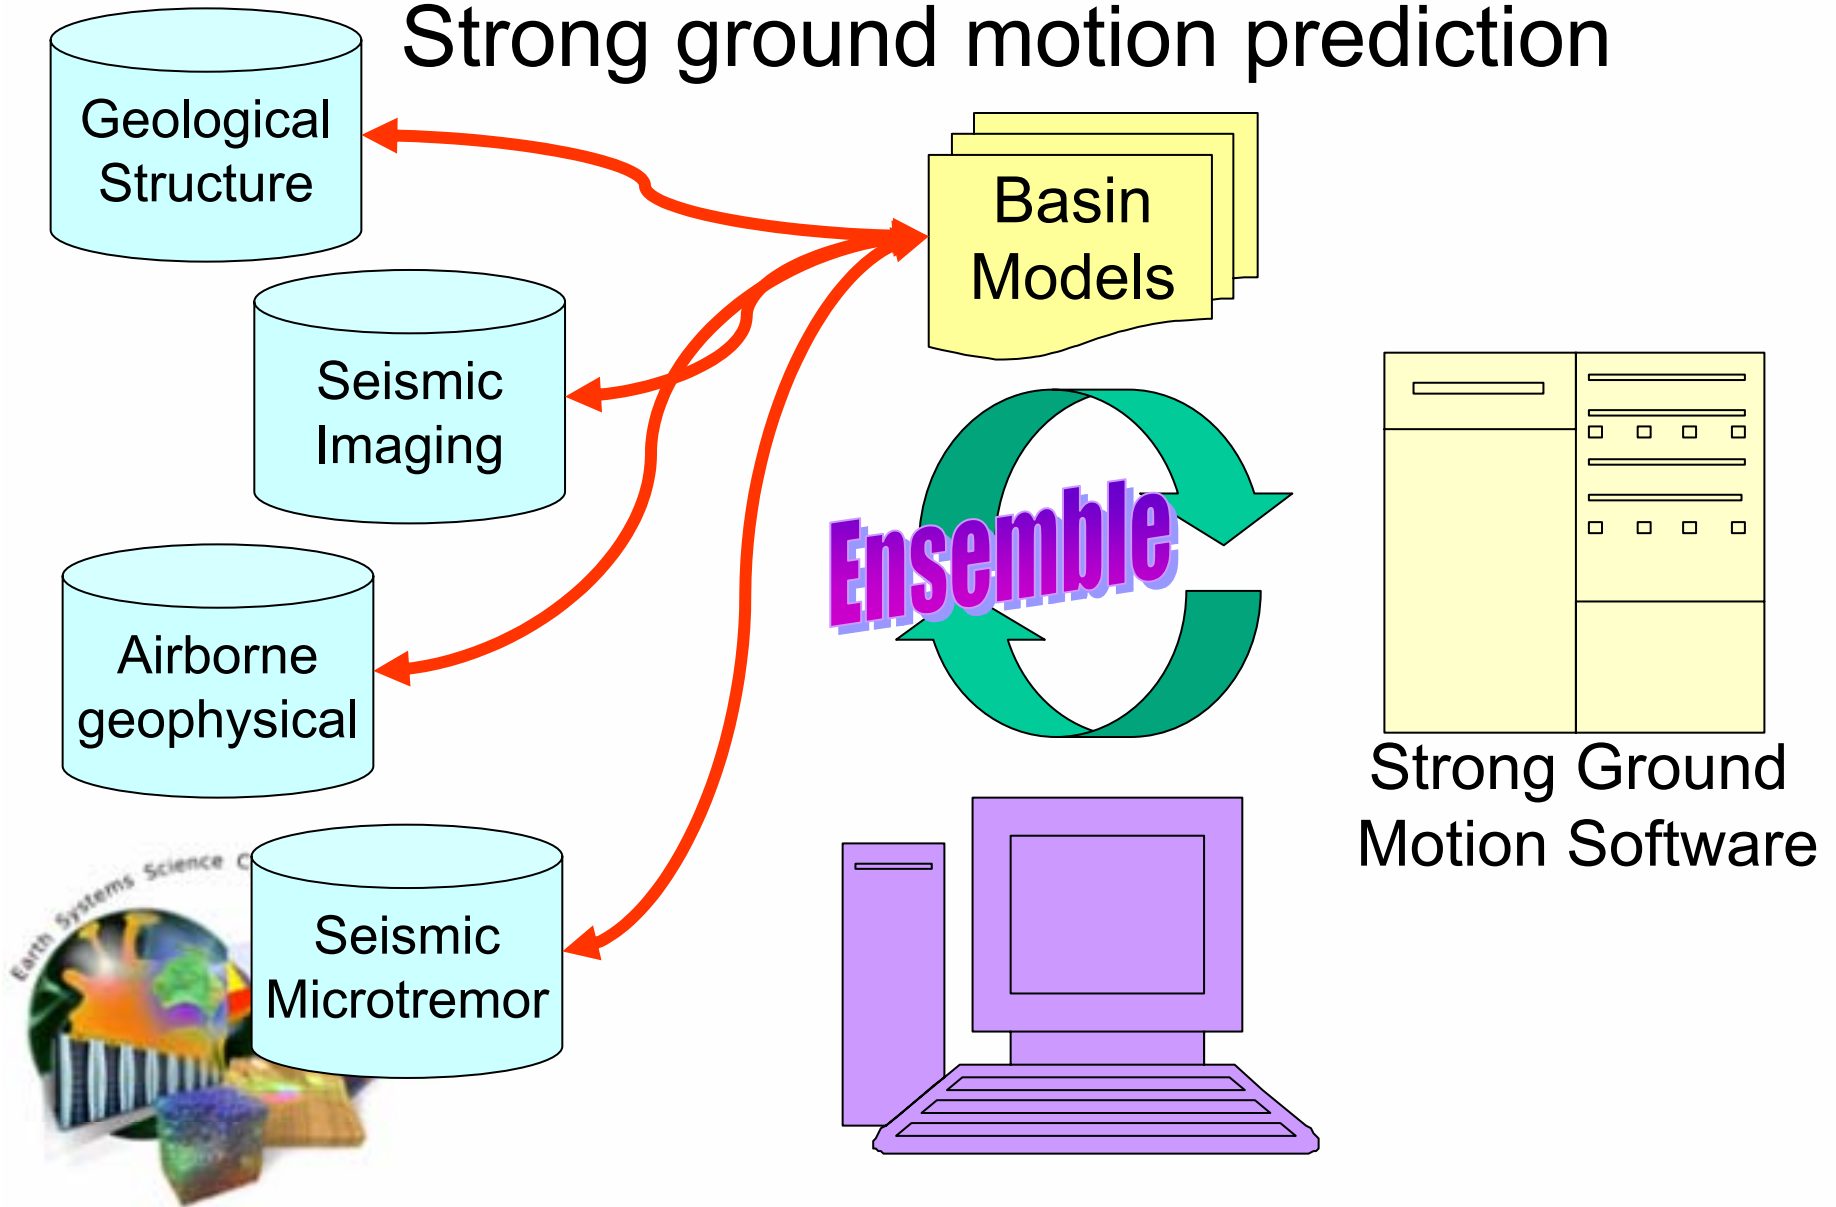 Strong ground motion prediction
Geological
Structure
Basin
Models
Seismic
Imaging
Ensemble
Airborne
geophysical
Strong Ground
Motion Software
Earth Systems Science
Seismic
Microtremor